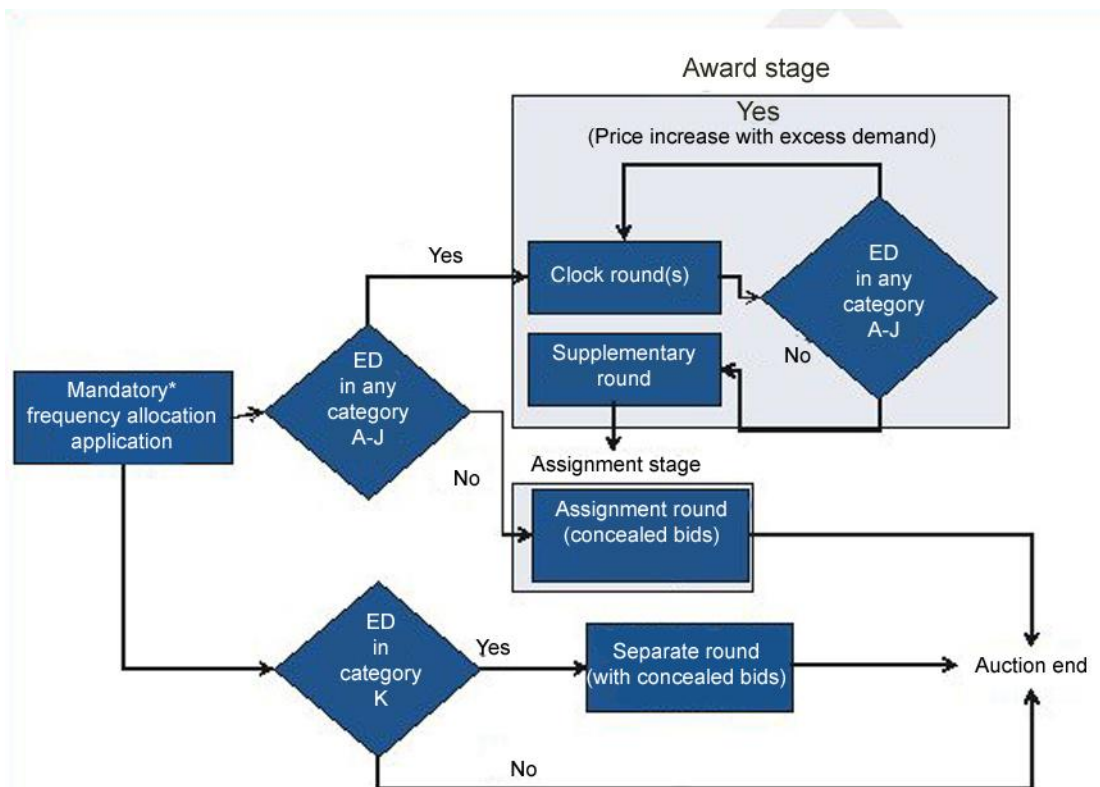 Award stage
Yes
(Price increase with excess demand)
Yes
Clock round(s)
ED
in any
category
A-J
No
Supplementary
round
ED
in any
category
A-J
Mandatory*
frequency allocation
application
No
Assignment stage
Assignment round
(concealed bids)
ED
in
category
K
Yes
Separate round
(with concealed bids)
Auction end
No